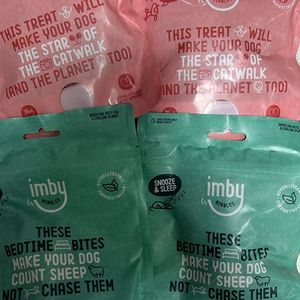 THIS TREAT WILL
MAKE YOUR DOG
THE STAR OF
THE CATWALK
(AND THE PLANET TOO)
THIS TREAT WILL
MAKE YOUR DOG
THE STAR OF
THE CATWALK
(AND THE PLANET TOO)
imby
NIBBLES
THESE
BEDTIME BITES
MAKE YOUR DOG
COUNT SHEEP
NOT CHASE THEM
SNOOZE
& SLEEP
imby
NIBBLES
THESE
BEDTIME BITES
MAKE YOUR DOG
COUNT SHEEP
NOT CHASE THEM